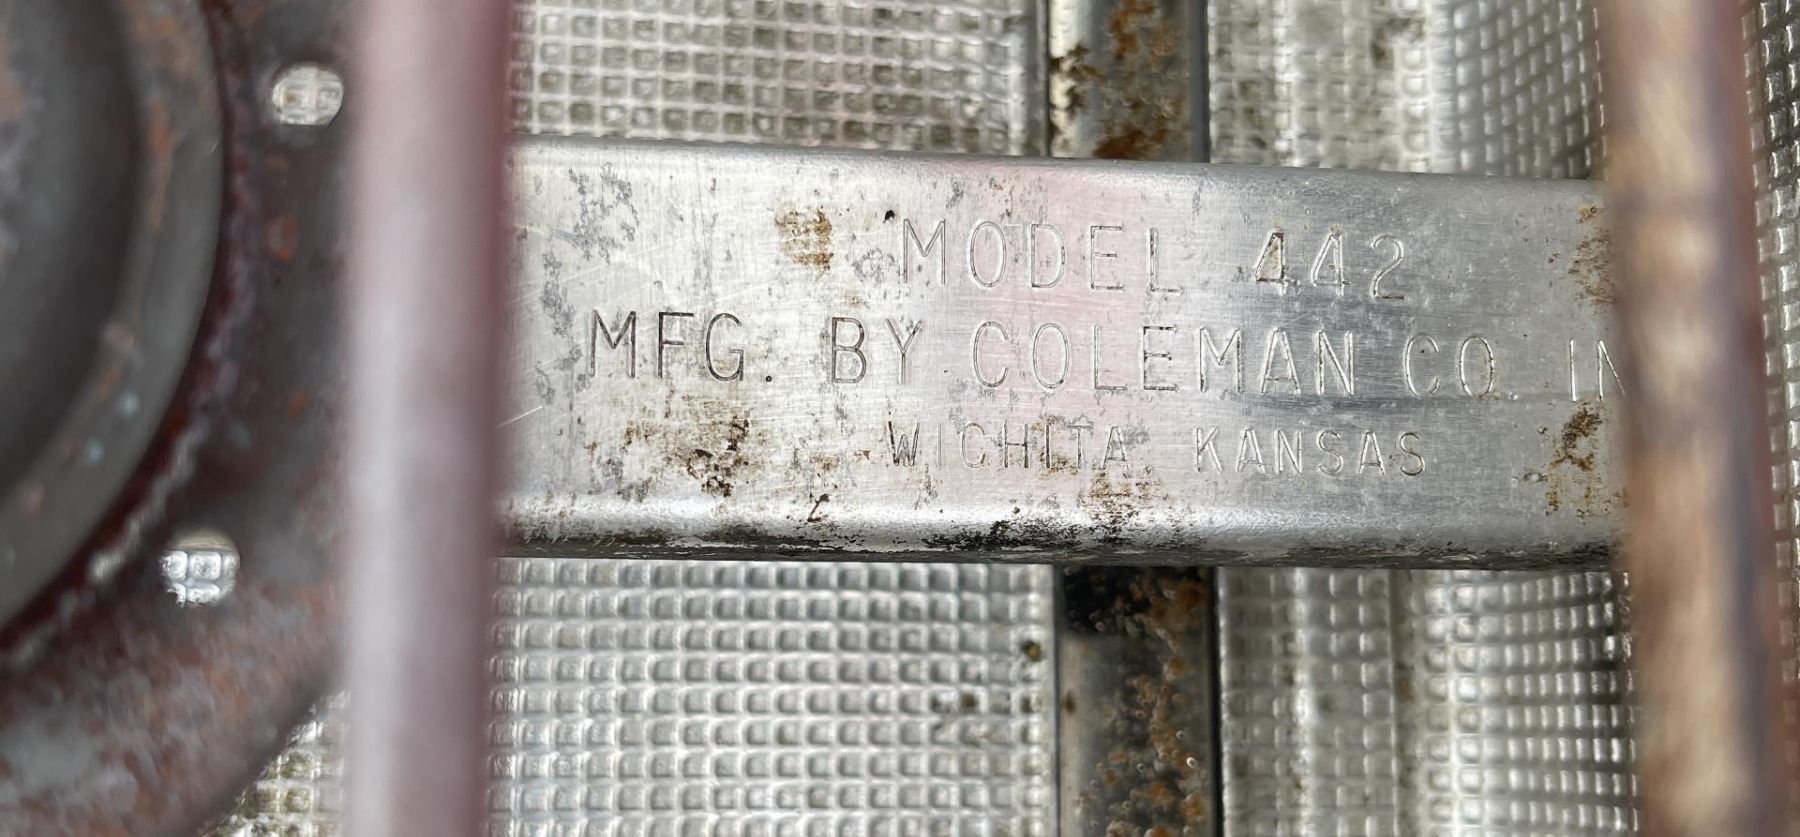 MODEL 442
MFG. BY COLEMAN CO. IN
WICHITA, KANSAS